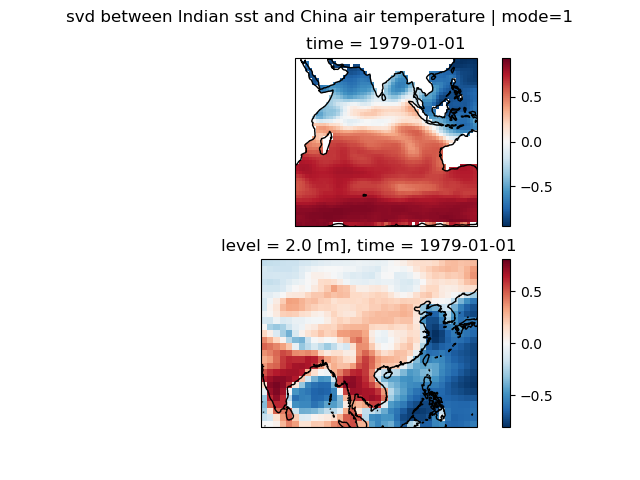 svd between Indian sst and China air temperature | mode=1
time = 1979-01-01
0.5
0.0
−0.5
level = 2.0 [m], time = 1979-01-01
0.5
0.0
−0.5